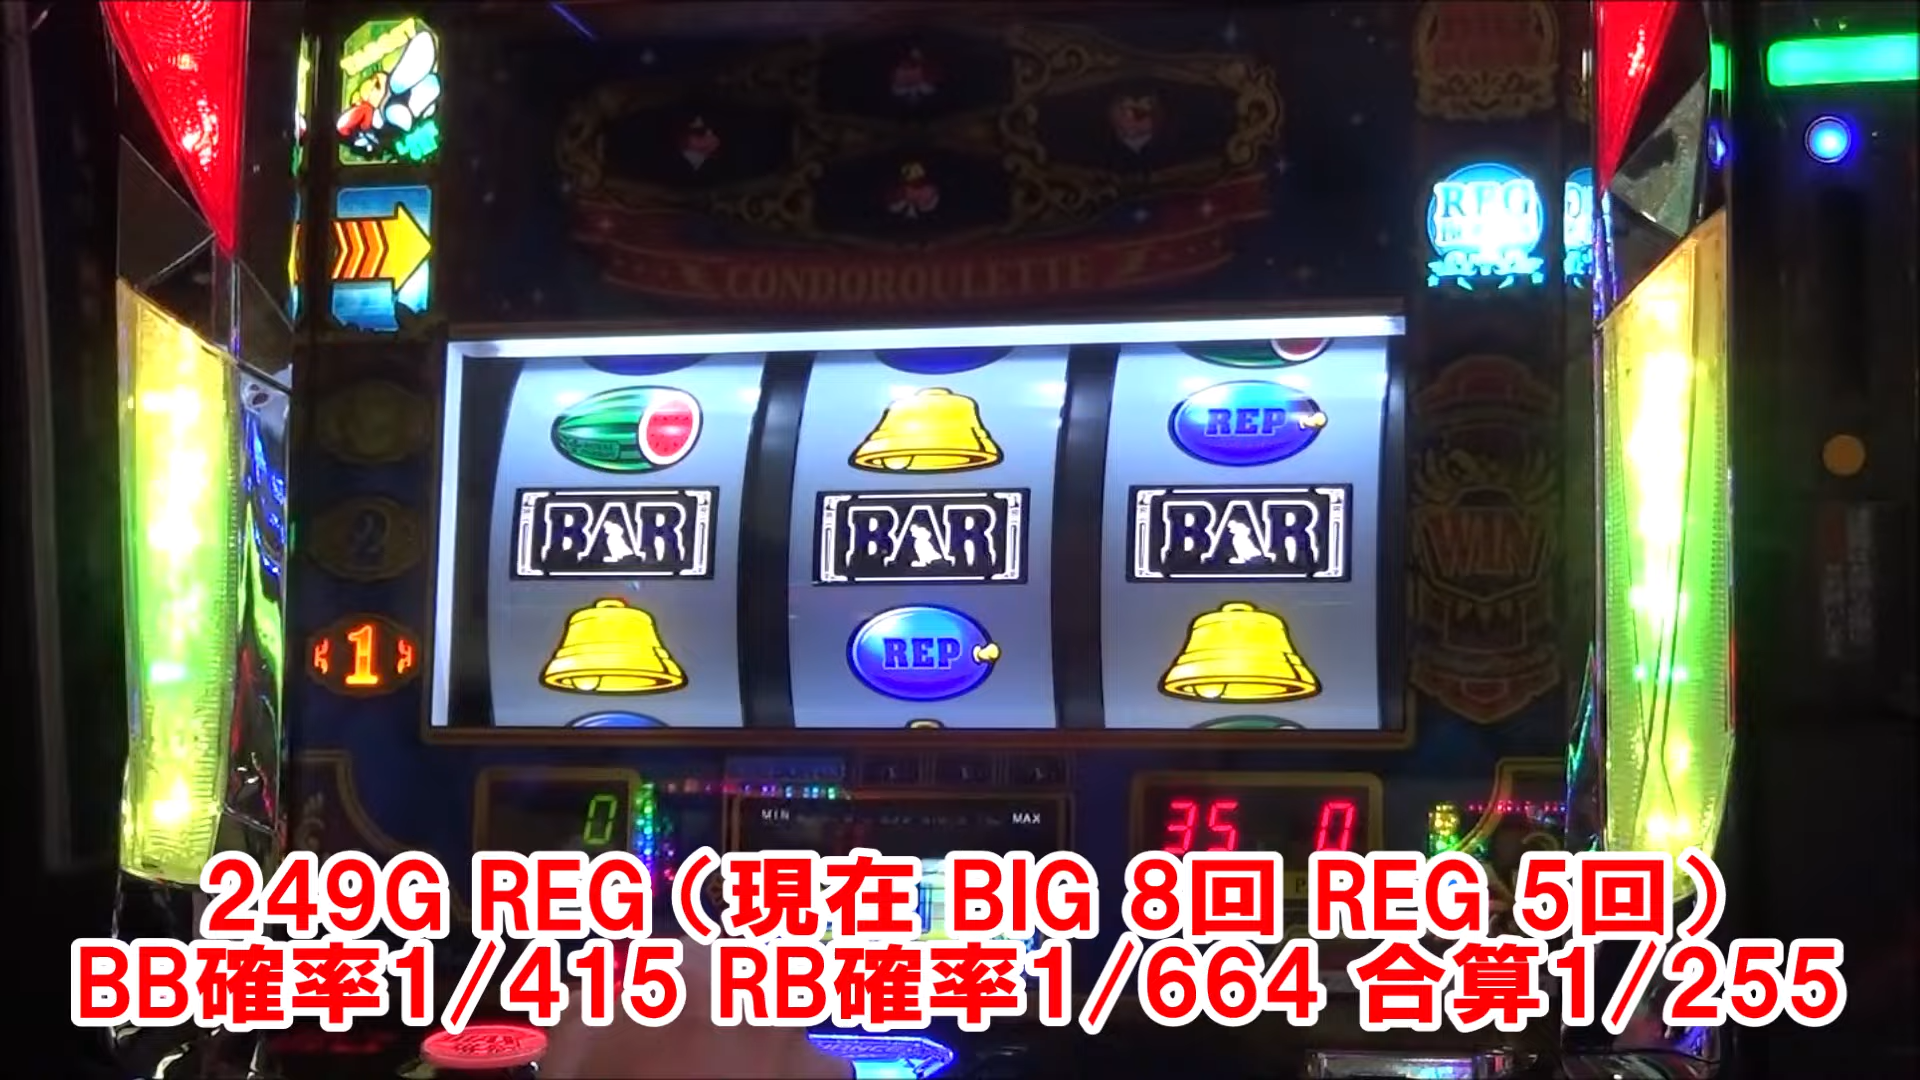 CONDOROULETTE
REG
REP
BAR BAR BAR
2
WIN
1
REP
0
MIN
MAX
35 0
249G REG（現在 BIG 8回 REG 5回）
BB確率1/415 RB確率1/664 合算1/255